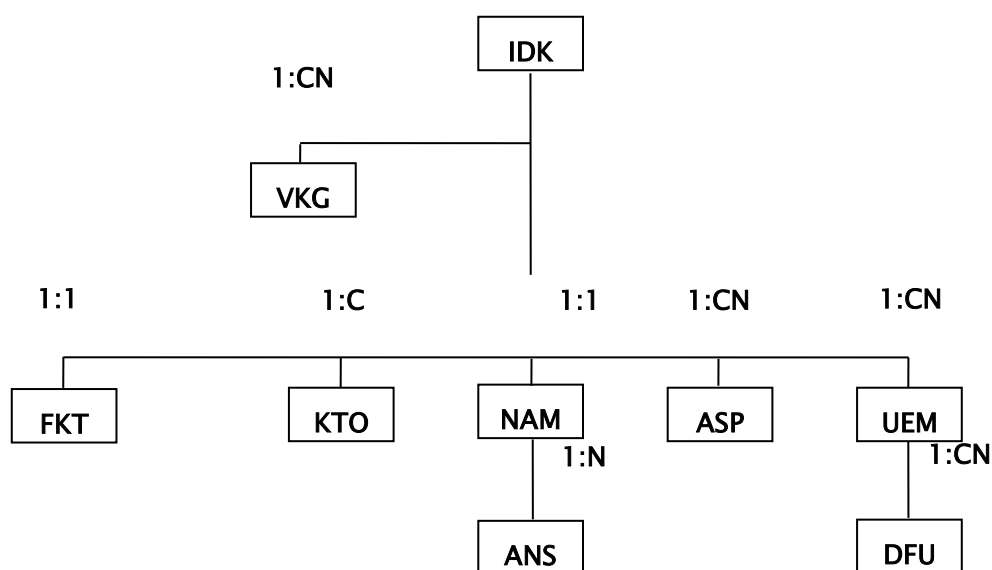 IDK
1:CN
VKG
1:1
1:C
1:1
1:CN
1:CN
FKT
KTO
NAM
ASP
UEM
1:N
1:CN
ANS
DFU